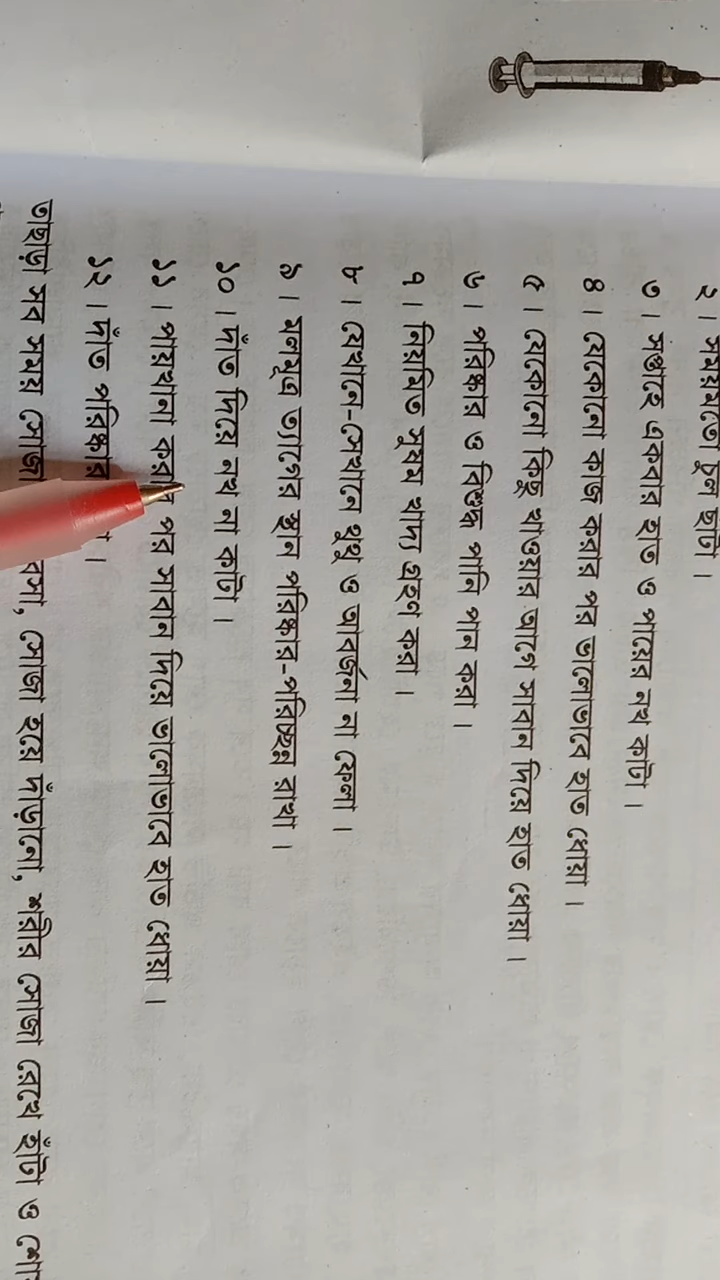 ২। সময়মতো চুল ছাটা।
৩। সপ্তাহে একবার হাত ও পায়ের নখ কাটা।
৪। যেকোনো কাজ করার পর ভালোভাবে হাত ধোয়া।
৫। যেকোনো কিছু খাওয়ার আগে সাবান দিয়ে হাত ধোয়া।
৬। পরিষ্কার ও বিশুদ্ধ পানি পান করা।
৭। নিয়মিত সুষম খাদ্য গ্রহণ করা।
৮। যেখানে-সেখানে থুথু ও আবর্জনা না ফেলা।
৯। মলমূত্র ত্যাগের স্থান পরিষ্কার-পরিচ্ছন্ন রাখা।
১০। দাঁত দিয়ে নখ না কাটা।
১১। পায়খানা করার পর সাবান দিয়ে ভালোভাবে হাত ধোয়া।
১২। দাঁত পরিষ্কার
তাছাড়া সব সময় সোজা সোজা হয়ে দাঁড়ানো, শরীর সোজা রেখে হাঁটা ও